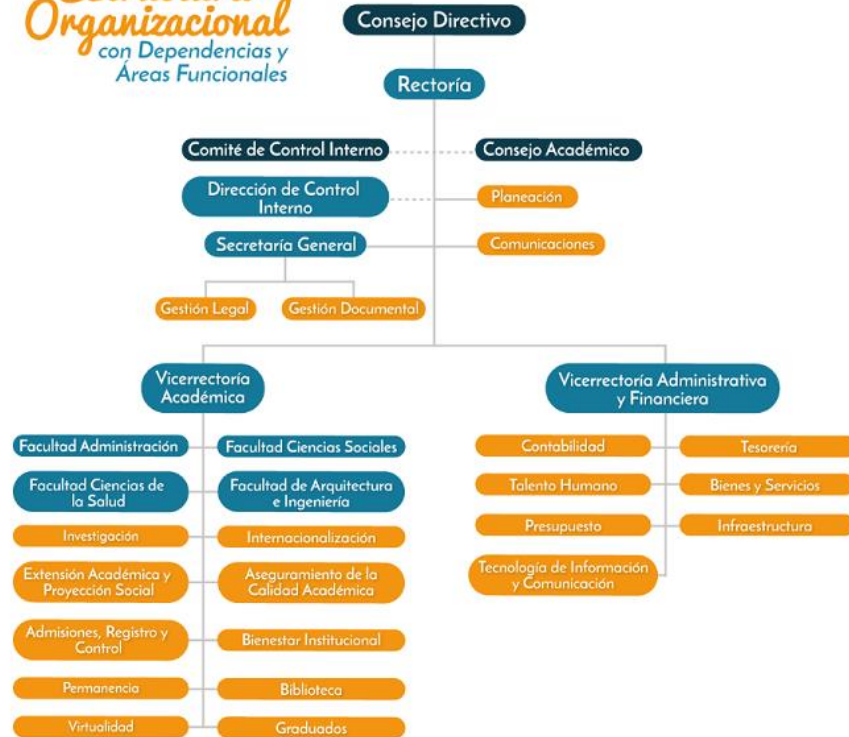 Organizacional
con Dependencias y
Áreas Funcionales
Consejo Directivo
Rectoría
Comité de Control Interno
Consejo Académico
Dirección de Control
Interno
Planeación
Secretaría General
Comunicaciones
Gestión Legal
Gestión Documental
Vicerrectoría
Académica
Vicerrectoría Administrativa
y Financiera
Facultad Administración
Facultad Ciencias Sociales
Facultad Ciencias de
la Salud
Facultad de Arquitectura
e Ingeniería
Investigación
Internacionalización
Extensión Académica y
Proyección Social
Aseguramiento de la
Calidad Académica
Admisiones, Registro y
Control
Bienestar Institucional
Permanencia
Biblioteca
Virtualidad
Graduados
Contabilidad
Tesorería
Talento Humano
Bienes y Servicios
Presupuesto
Infraestructura
Tecnología de Información
y Comunicación